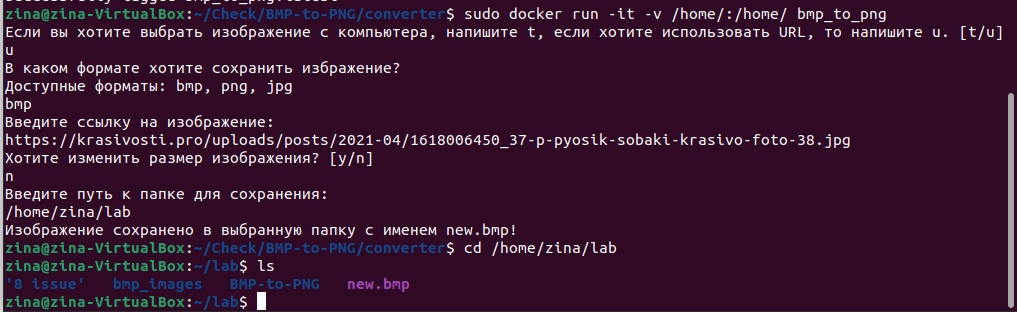 zina@zina-VirtualBox:~/Check/BMP-to-PNG/converter$ sudo docker run -it -v /home/:/home/ bmp_to_png
Если вы хотите выбрать изображение с компьютера, напишите t, если хотите использовать URL, то напишите u. [t/u]
u
В каком формате хотите сохранить избражение?
Доступные форматы: bmp, png, jpg
bmp
Введите ссылку на изображение:
https://krasivosti.pro/uploads/posts/2021-04/1618006450_37-p-pyosik-sobaki-krasivo-foto-38.jpg
Хотите изменить размер изображения? [y/n]
n
Введите путь к папке для сохранения:
/home/zina/lab
Изображение сохранено в выбранную папку с именем new.bmp!
zina@zina-VirtualBox:~/Check/BMP-to-PNG/converter$ cd /home/zina/lab
zina@zina-VirtualBox:~/lab$ ls
'8 issue' bmp_images BMP-to-PNG new.bmp
zina@zina-VirtualBox:~/lab$